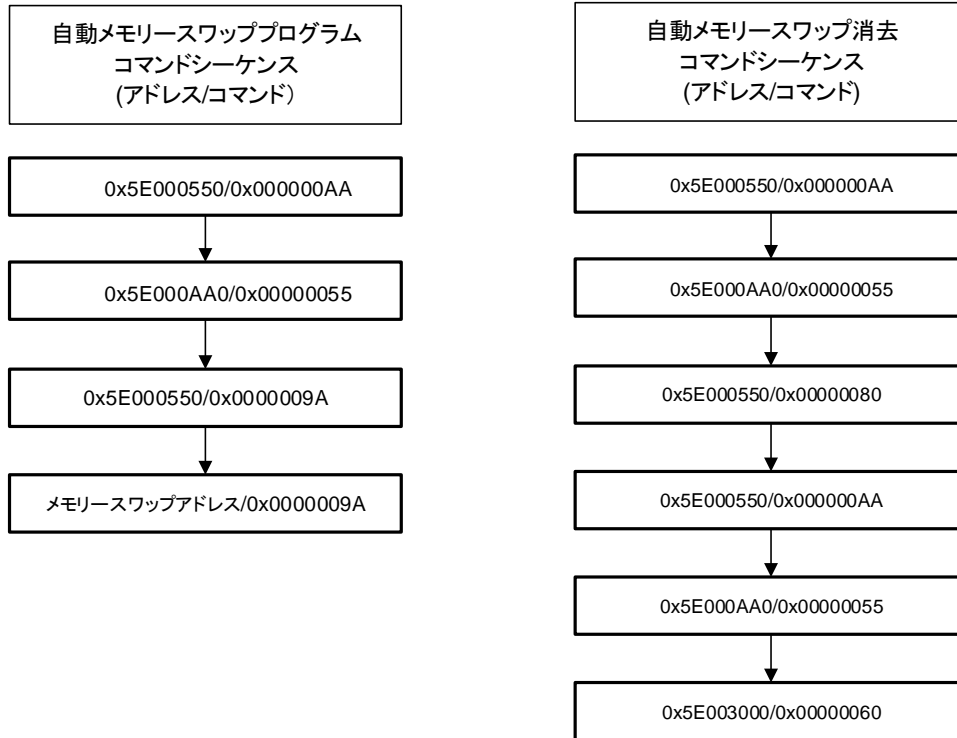 自動メモリースワッププログラム
コマンドシーケンス
(アドレス/コマンド）
0x5E000550/0x000000AA
0x5E000AA0/0x00000055
0x5E000550/0x0000009A
メモリースワップアドレス/0x0000009A
自動メモリースワップ消去
コマンドシーケンス
(アドレス/コマンド)
0x5E000550/0x000000AA
0x5E000AA0/0x00000055
0x5E000550/0x00000080
0x5E000550/0x000000AA
0x5E000AA0/0x00000055
0x5E003000/0x00000060